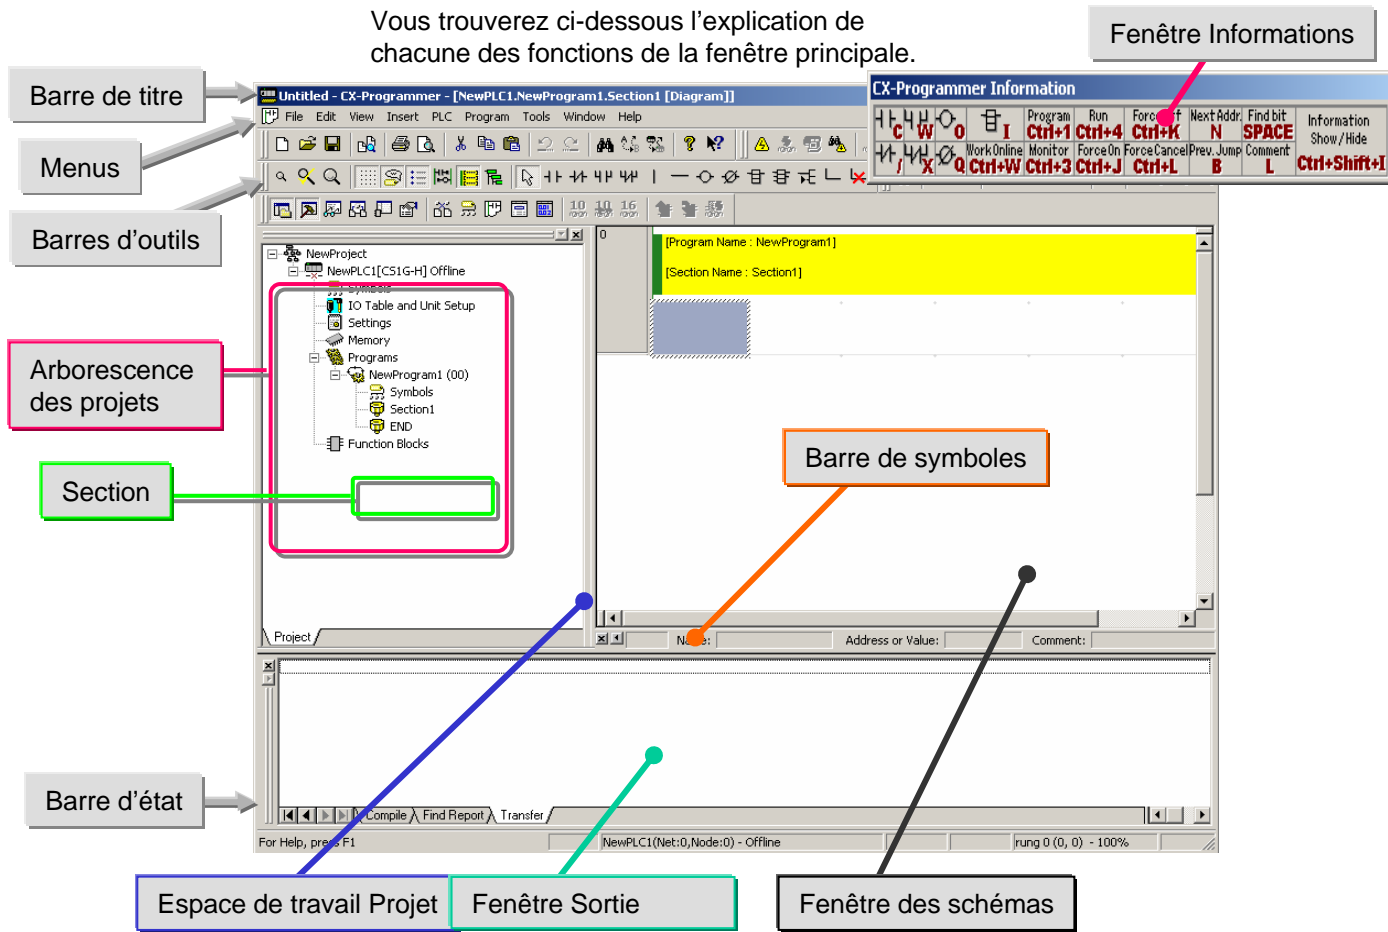 Vous trouverez ci-dessous l'explication de
chacune des fonctions de la fenêtre principale.
Fenêtre Informations
Barre de titre
Menus
Barres d'outils
Arborescence
des projets
Section
Barre d'état
Untitled - CX-Programmer - [NewPLC1.NewProgram1.Section1 [Diagram]]
File Edit View Insert PLC Program Tools Window Help
10 10 16
CX-Programmer Information
C W O I Program Ctrl+1 Run Ctrl+4 Ctrl+K Next Addr. N Find bit SPACE Information
Show/Hide
/ X Q Work Online Ctrl+W Monitor Ctrl+3 Force On Ctrl+J Force Cancel Ctrl+L Prev. Jump B Comment L Ctrl+Shift+I
NewProject
NewPLC1[CS1G-H] Offline
Symbols
IO Table and Unit Setup
Settings
Memory
Programs
NewProgram1 (00)
Symbols
Section1
END
Function Blocks
Project
0
[Program Name : NewProgram1]
[Section Name : Section1]
Barre de symboles
Name: Address or Value: Comment:
Compile Find Report Transfer
For Help, press F1 NewPLC1(Net:0,Node:0) - Offline rung 0 (0, 0) - 100%
Espace de travail Projet
Fenêtre Sortie
Fenêtre des schémas